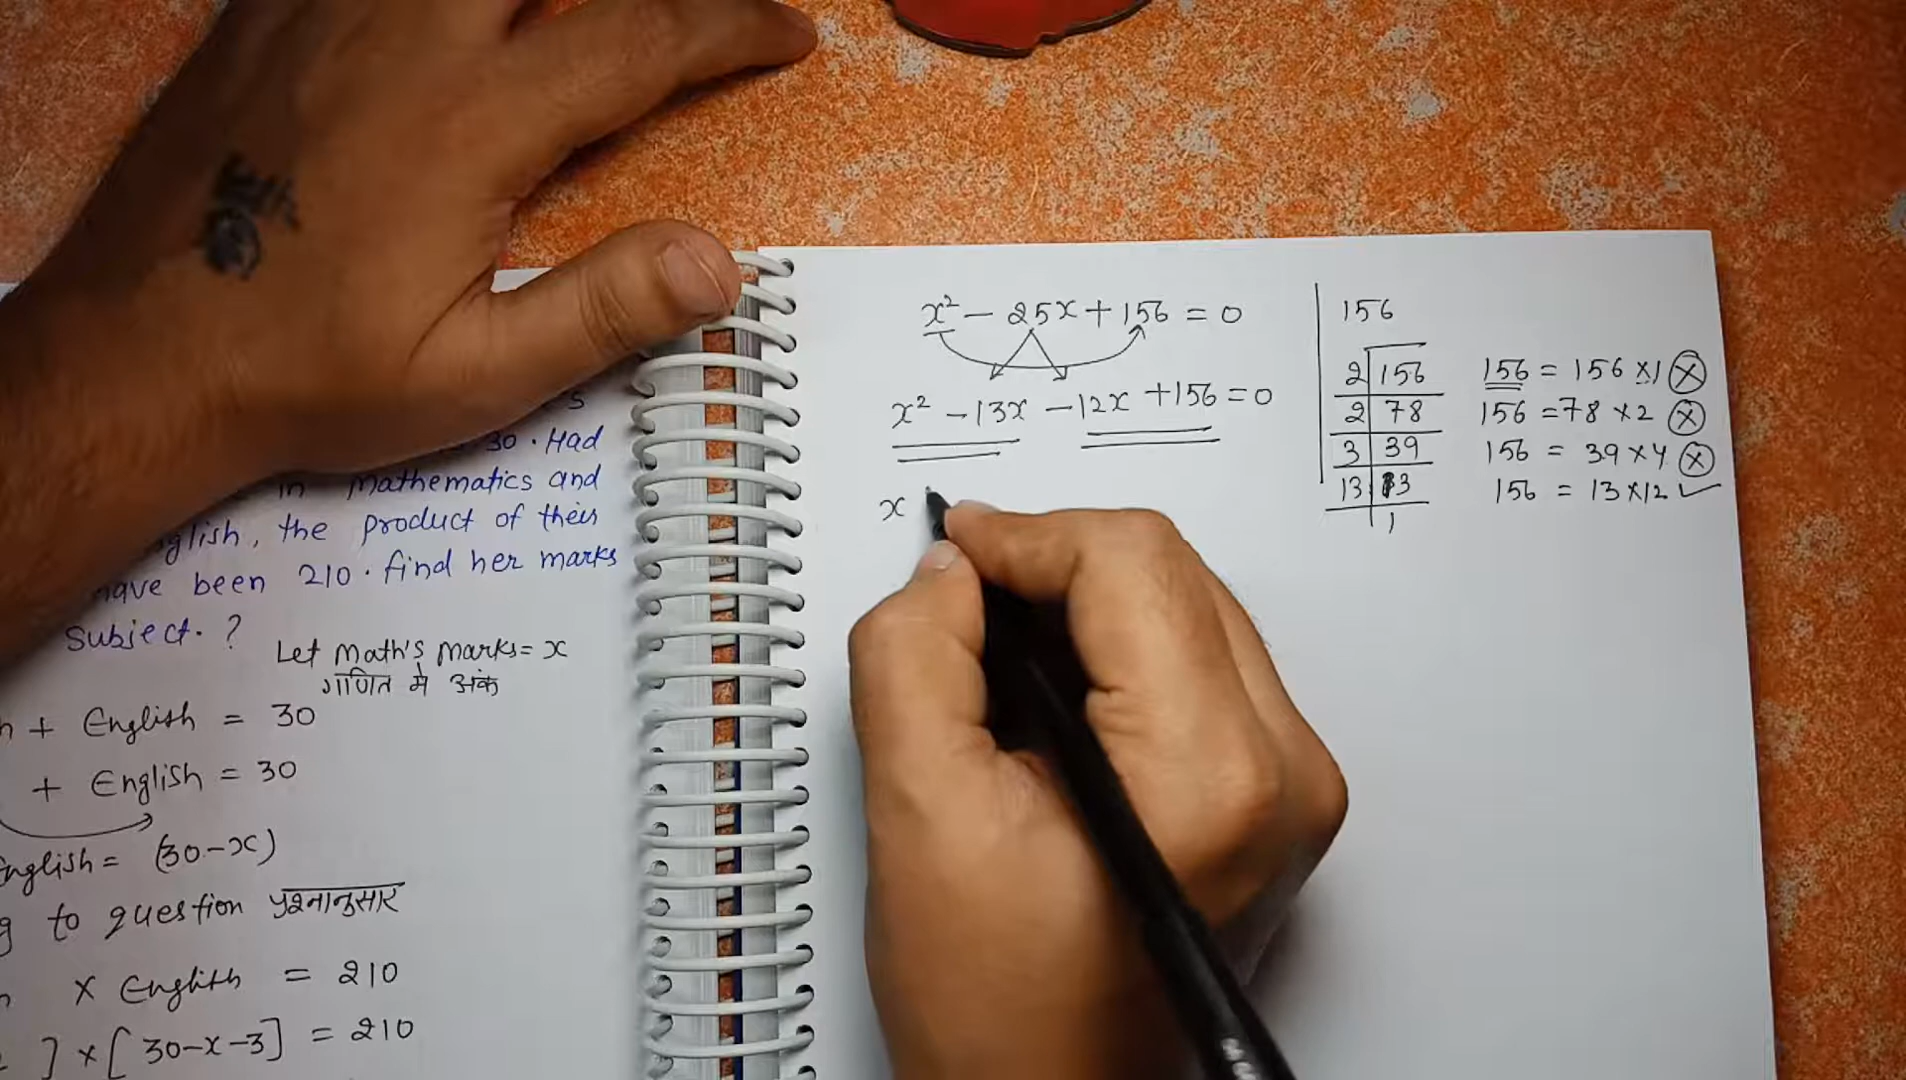 30 · Had
in mathematics and
the product of their
have been 210 · find her marks
Subject. ?
Let math's marks = x
गणित मे अंक
+ English = 30
+ English = 30
English = (30-x)
to question प्रश्नानुसार
x Englith = 210
] x [ 30-x-3] = 210
x² - 25x + 156 = 0
x² - 13x - 12x + 156 = 0
x
156
2 156
2 78
3 39
13 13
1
156 = 156 x 1 x
156 = 78 x 2 x
156 = 39 x 4 x
156 = 13 x 12 ✓